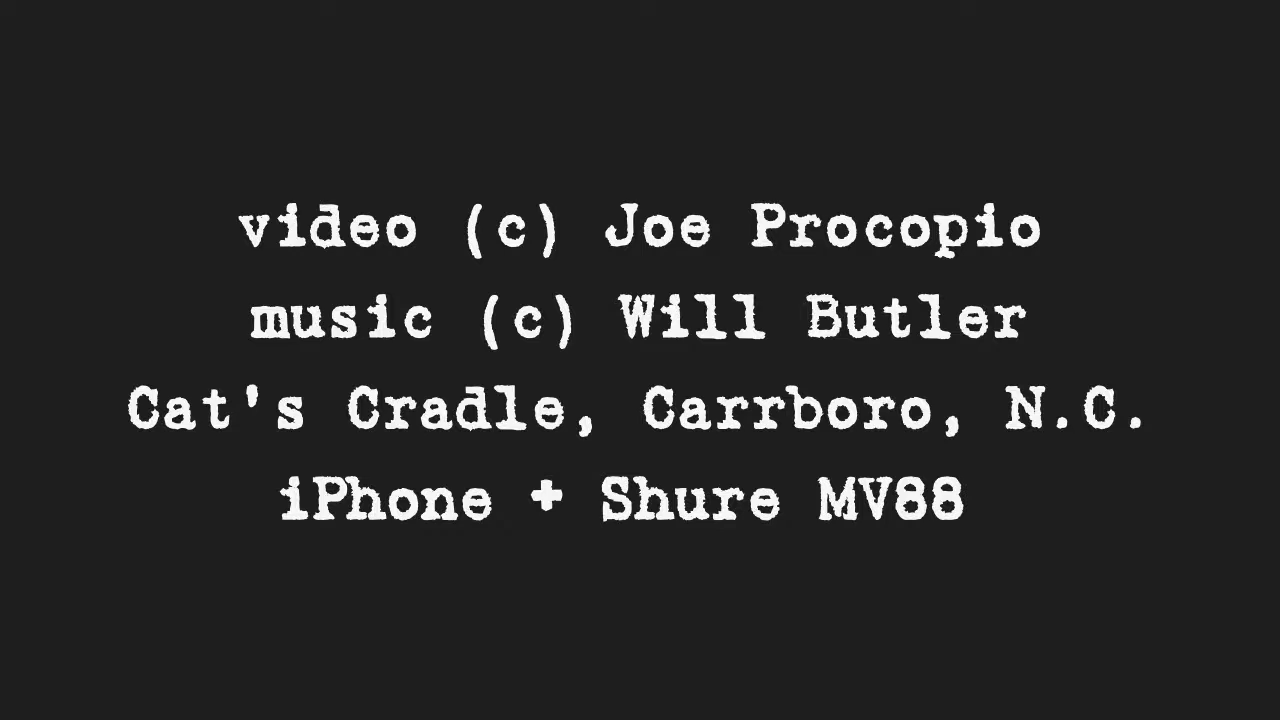 video (c) Joe Procopio
music (c) Will Butler
Cat's Cradle, Carrboro, N.C.
iPhone + Shure MV88